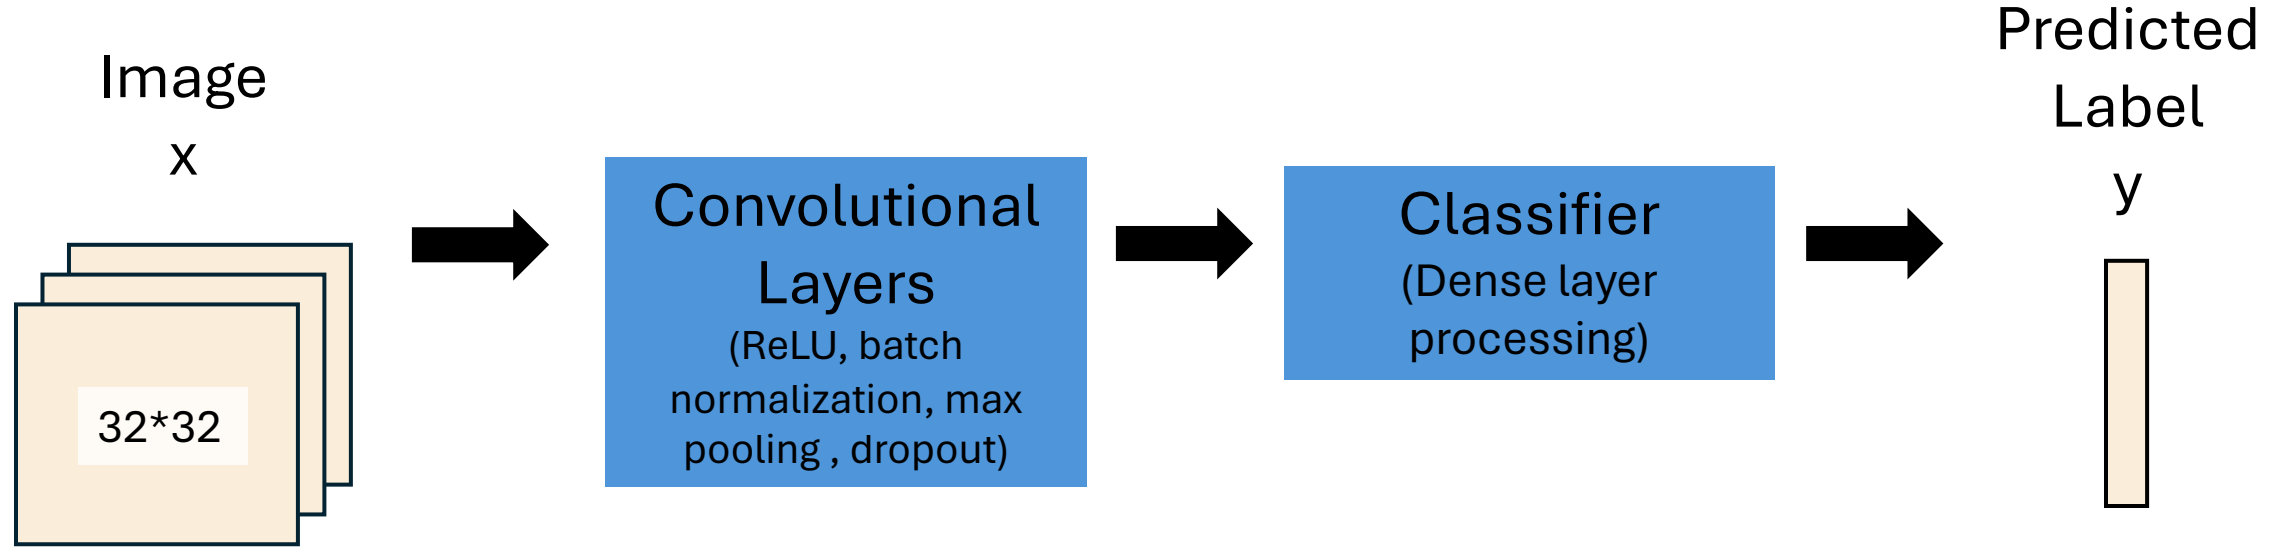 Image
x
32*32
Convolutional
Layers
(ReLU, batch
normalization, max
pooling , dropout)
Classifier
(Dense layer
processing)
Predicted
Label
y